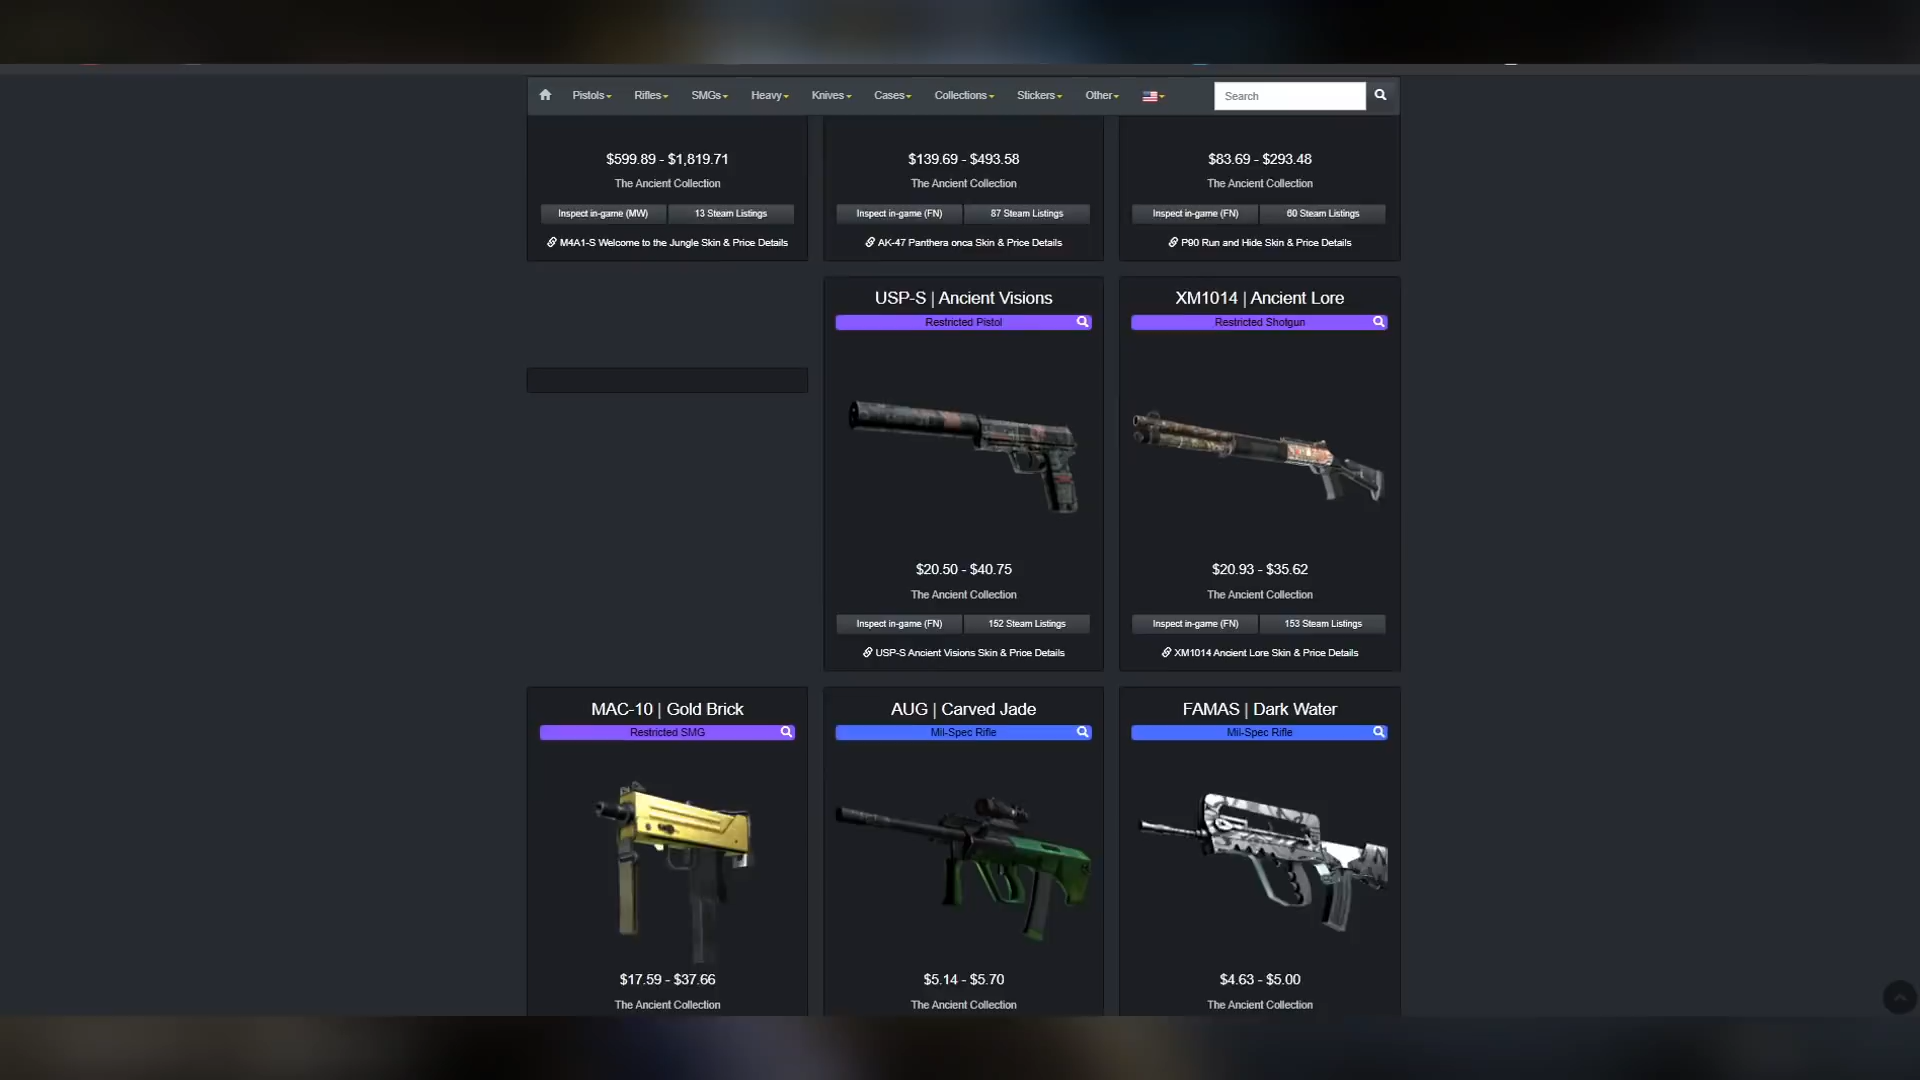 Pistols Rifles SMGs Heavy Knives Cases Collections Stickers Other Search
$599.89 - $1,819.71
The Ancient Collection
Inspect in-game (MW) 13 Steam Listings
M4A1-S Welcome to the Jungle Skin & Price Details
$139.69 - $493.58
The Ancient Collection
Inspect in-game (FN) 87 Steam Listings
AK-47 Panthera onca Skin & Price Details
$83.69 - $293.48
The Ancient Collection
Inspect in-game (FN) 60 Steam Listings
P90 Run and Hide Skin & Price Details
USP-S | Ancient Visions
Restricted Pistol
$20.50 - $40.75
The Ancient Collection
Inspect in-game (FN) 152 Steam Listings
USP-S Ancient Visions Skin & Price Details
XM1014 | Ancient Lore
Restricted Shotgun
$20.93 - $35.62
The Ancient Collection
Inspect in-game (FN) 153 Steam Listings
XM1014 Ancient Lore Skin & Price Details
MAC-10 | Gold Brick
Restricted SMG
$17.59 - $37.66
The Ancient Collection
AUG | Carved Jade
Mil-Spec Rifle
$5.14 - $5.70
The Ancient Collection
FAMAS | Dark Water
Mil-Spec Rifle
$4.63 - $5.00
The Ancient Collection